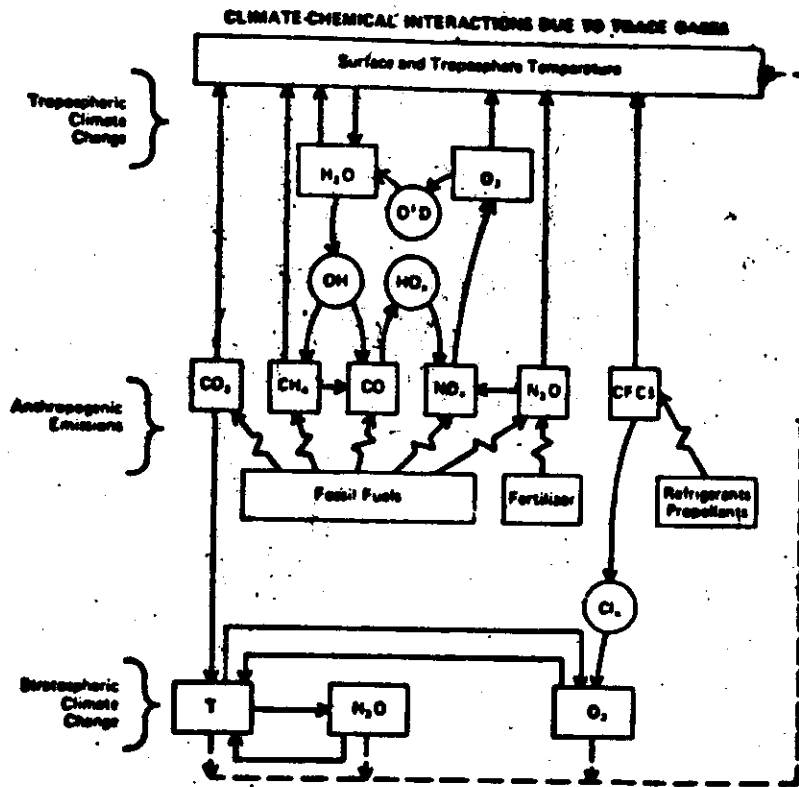 CLIMATE-CHEMICAL INTERACTIONS DUE TO TRACE GASES
Surface and Troposphere Temperature
Tropospheric
Climate
Change
H₂O
O₃
O¹D
OH
HOₓ
Anthropogenic
Emissions
CO₂
CH₄
CO
NOₓ
N₂O
CFCS
Fossil Fuels
Fertilizer
Refrigerants
Propellants
Clₓ
Stratospheric
Climate
Change
T
H₂O
O₃